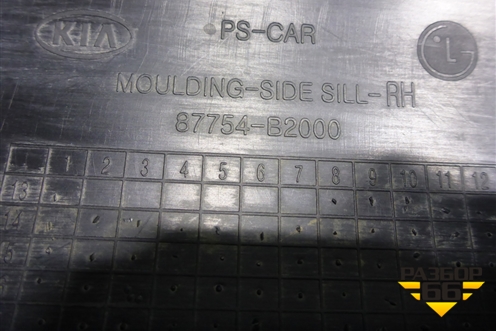 KIA
PS-CAR
LG
MOULDING-SIDE SILL-RH
87754-B2000
1 2 3 4 5 6 7 8 9 10 11 12
13
14
15
РАЗБОР
66